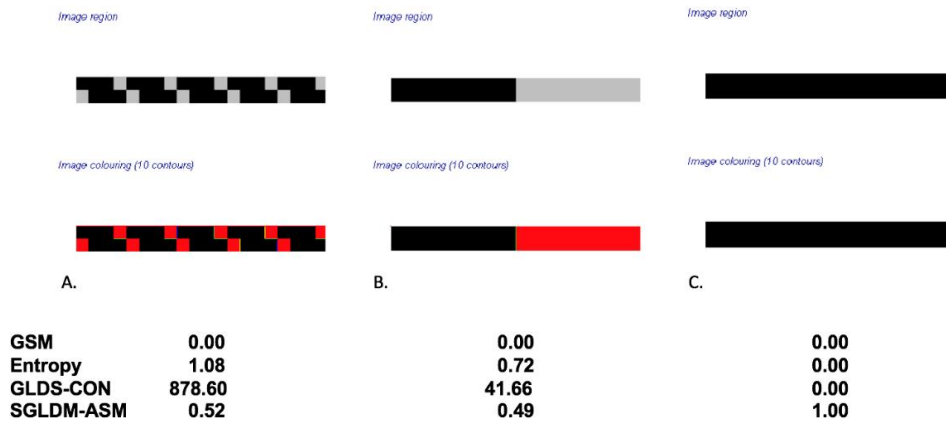 Image region
Image region
Image region
Image colouring (10 contours)
Image colouring (10 contours)
Image colouring (10 contours)
A.
B.
C.
GSM 0.00 0.00 0.00
Entropy 1.08 0.72 0.00
GLDS-CON 878.60 41.66 0.00
SGLDM-ASM 0.52 0.49 1.00